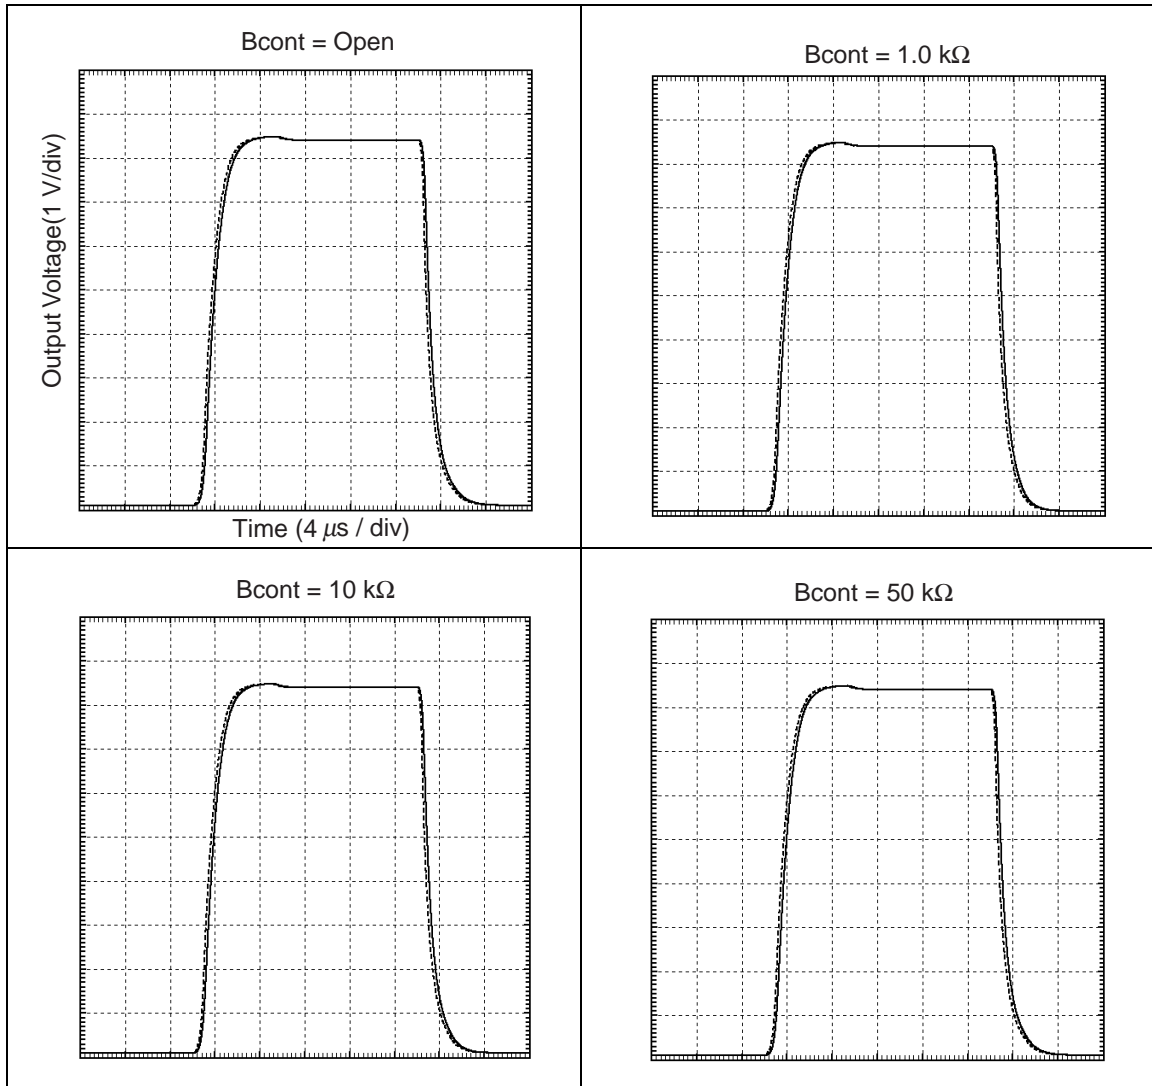 Bcont = Open
Output Voltage(1 V/div)
Time (4 μs / div)
Bcont = 1.0 kΩ
Bcont = 10 kΩ
Bcont = 50 kΩ